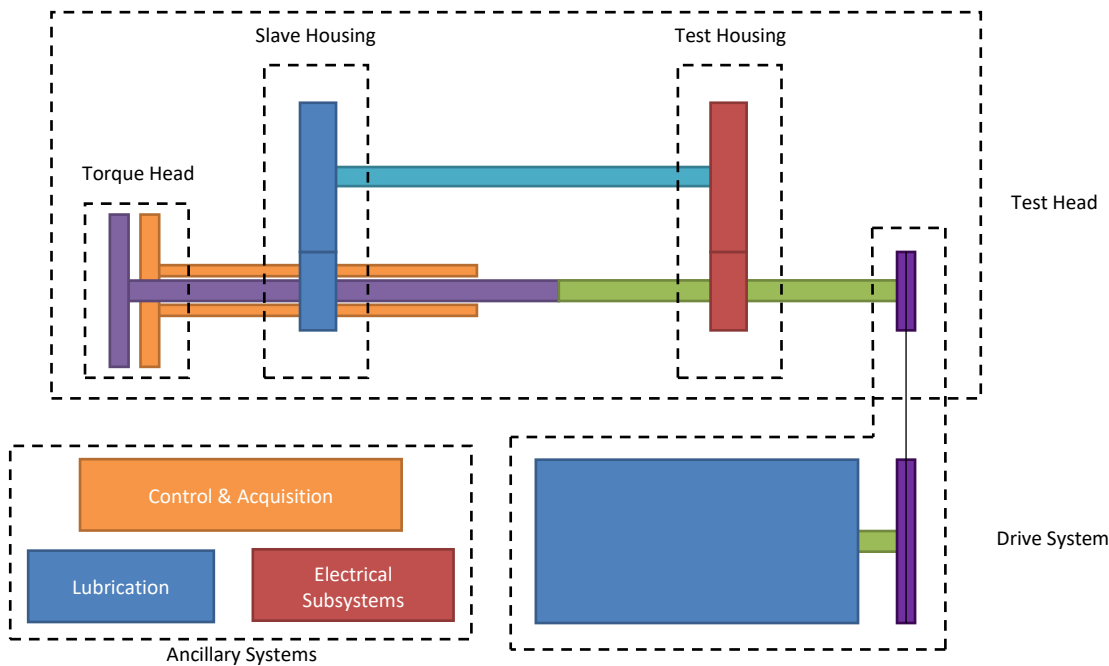 Slave Housing
Test Housing
Torque Head
Test Head
Control & Acquisition
Drive System
Lubrication
Electrical
Subsystems
Ancillary Systems